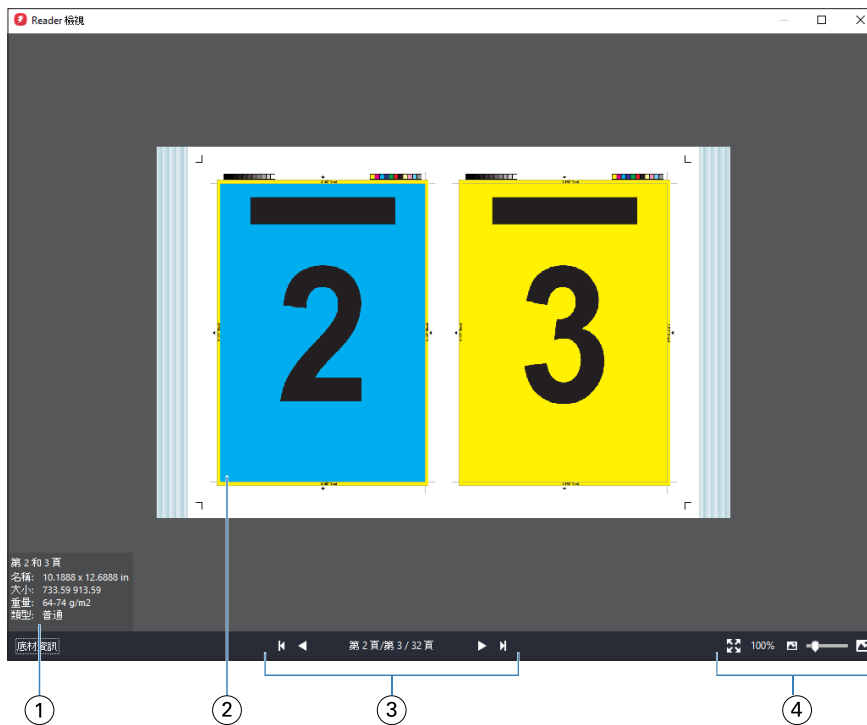 Reader 檢視
2
3
第 2 和 3 頁
名稱: 10.1888 x 12.6888 in
大小: 733.59 913.59
重量: 64-74 g/m2
類型: 普通
底材資訊
第 2 頁/第 3 / 32 頁
100%
1
2
3
4